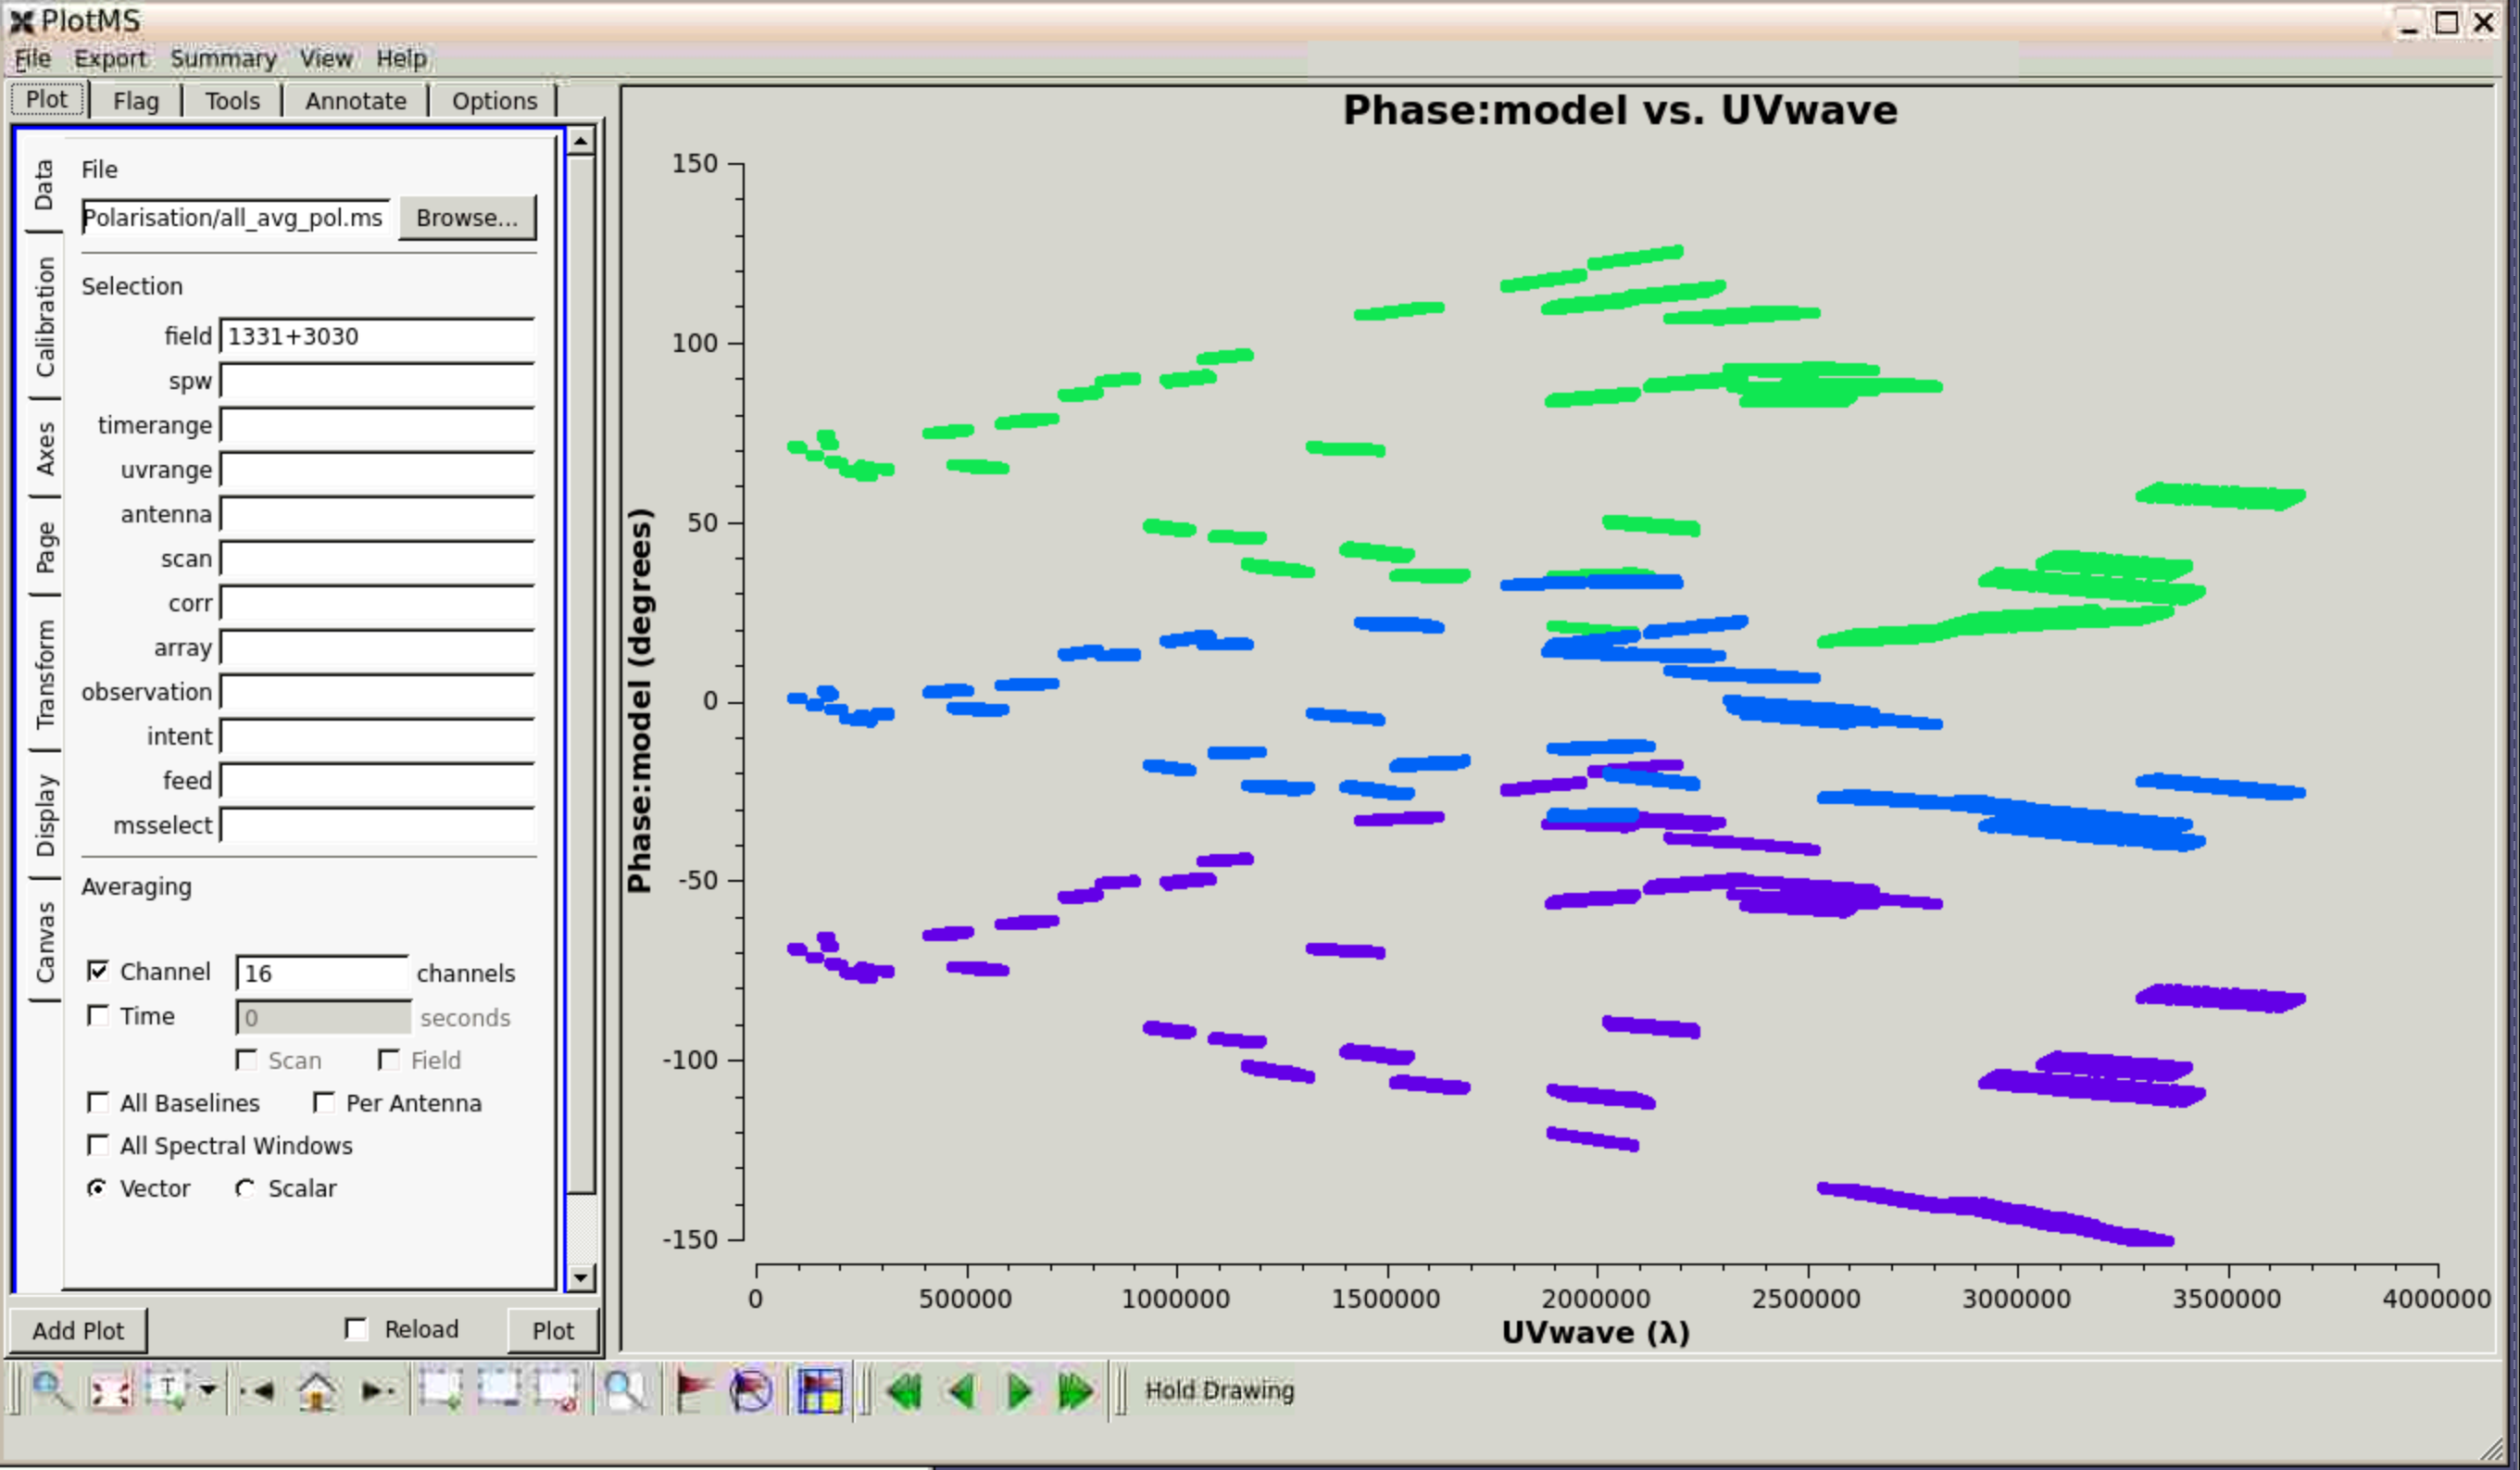 PlotMS
File Export Summary View Help
Plot Flag Tools Annotate Options
Data
Calibration
Axes
Page
Transform
Display
Canvas
File
Polarisation/all_avg_pol.ms Browse...
Selection
field 1331+3030
spw
timerange
uvrange
antenna
scan
corr
array
observation
intent
feed
msselect
Averaging
Channel 16 channels
Time 0 seconds
Scan Field
All Baselines Per Antenna
All Spectral Windows
Vector Scalar
Add Plot Reload Plot
Phase:model vs. UVwave
Phase:model (degrees)
150
100
50
0
-50
-100
-150
0 500000 1000000 1500000 2000000 2500000 3000000 3500000 4000000
UVwave (λ)
T
Hold Drawing